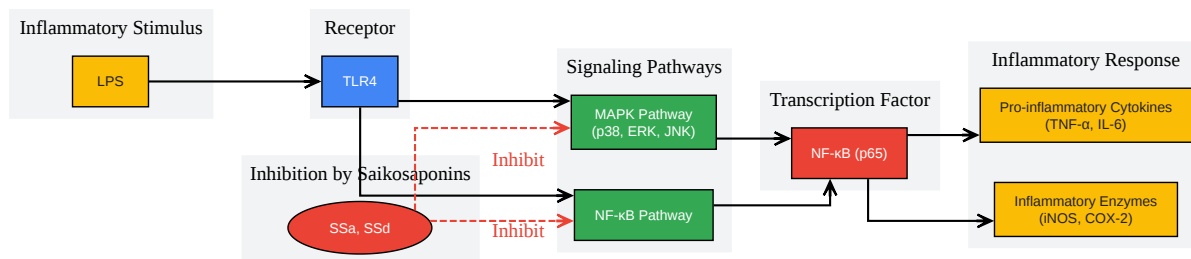 Inflammatory Stimulus
LPS
Receptor
TLR4
Inhibition by Saikosaponins
SSa, SSd
Inhibit
Inhibit
Signaling Pathways
MAPK Pathway
(p38, ERK, JNK)
NF-κB Pathway
Transcription Factor
NF-κB (p65)
Inflammatory Response
Pro-inflammatory Cytokines
(TNF-α, IL-6)
Inflammatory Enzymes
(iNOS, COX-2)